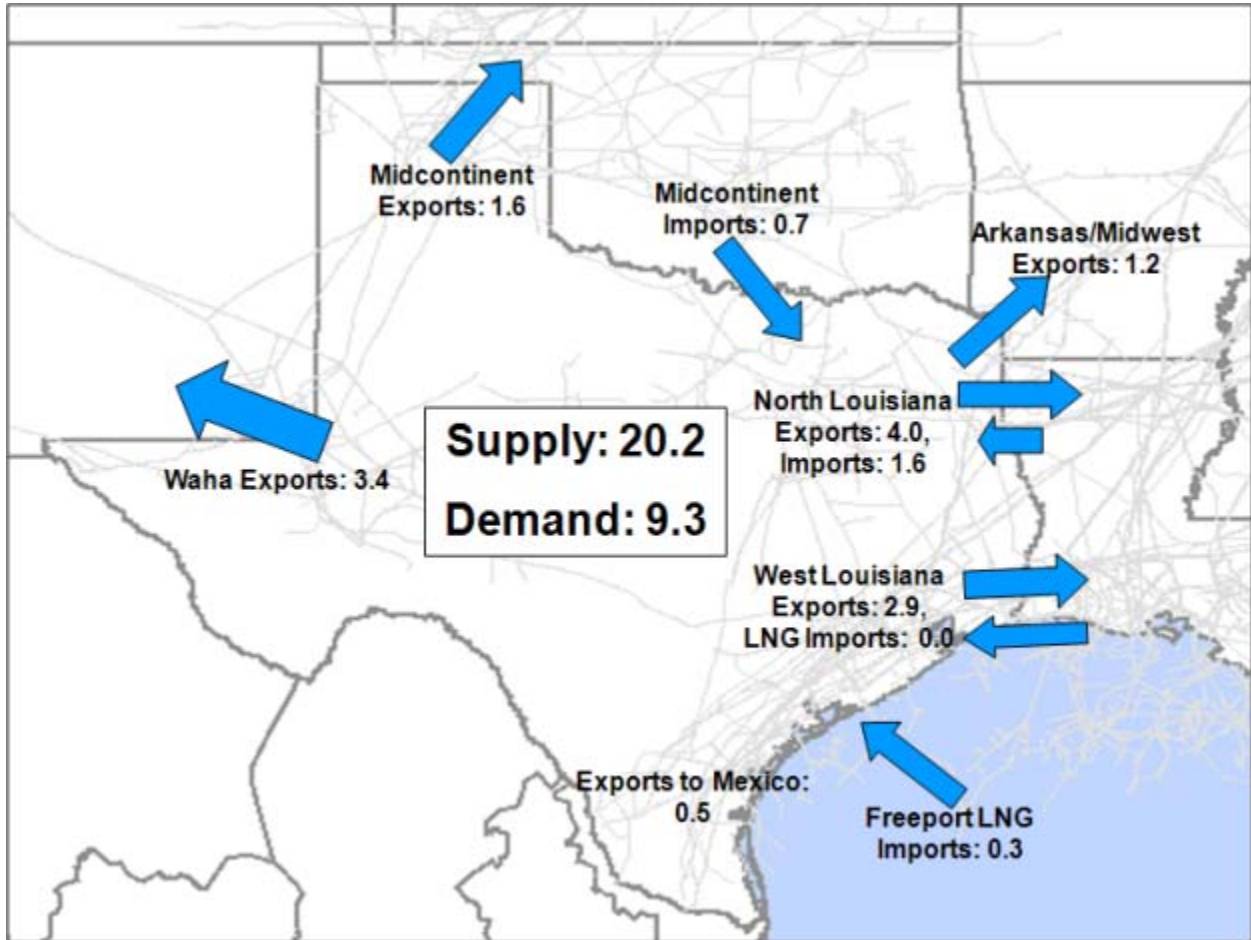 Midcontinent
Exports: 1.6
Midcontinent
Imports: 0.7
Arkansas/Midwest
Exports: 1.2
North Louisiana
Exports: 4.0,
Imports: 1.6
Supply: 20.2
Demand: 9.3
Waha Exports: 3.4
West Louisiana
Exports: 2.9,
LNG Imports: 0.0
Exports to Mexico:
0.5
Freeport LNG
Imports: 0.3